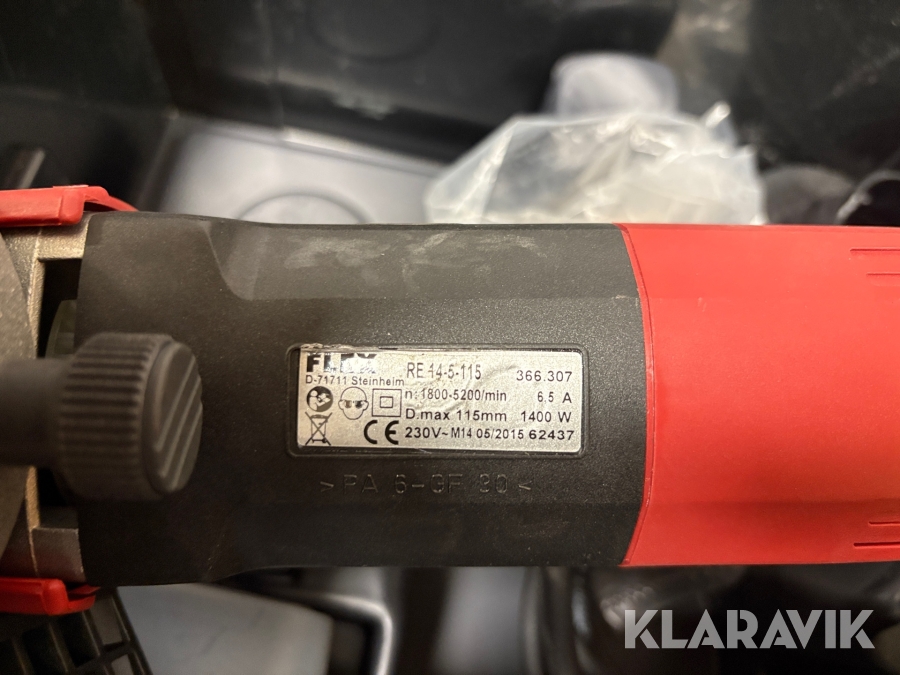 FLEX RE 14-5-115 366.307
D-71711 Steinheim
n: 1800-5200/min 6.5 A
D.max 115mm 1400 W
CE 230V~ M14 05/2015 62437
>PA 6-GF 30<
KLARAVIK